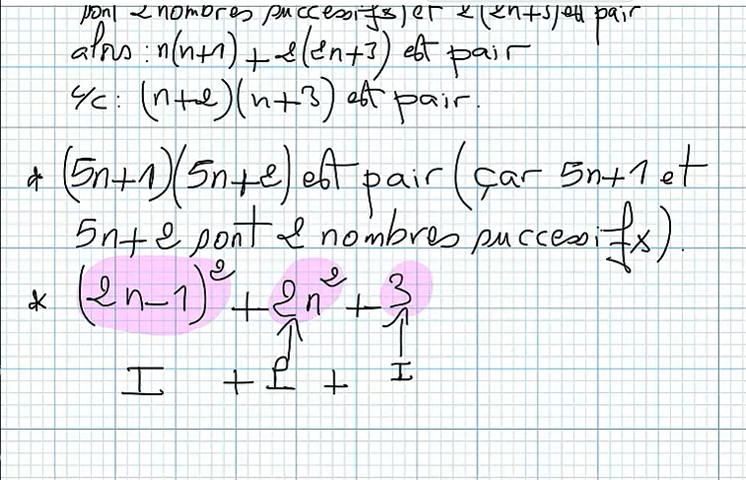 sont 2 nombres successifs) et 2(2n+3) est pair
alors : n(n+1) + 2(2n+3) est pair
4/c : (n+2)(n+3) est pair.
* (5n+1)(5n+2) est pair (çar 5n+1 et
5n+2 sont 2 nombres successifs).
* (2n-1)² + 2n² + 3
I + P + I